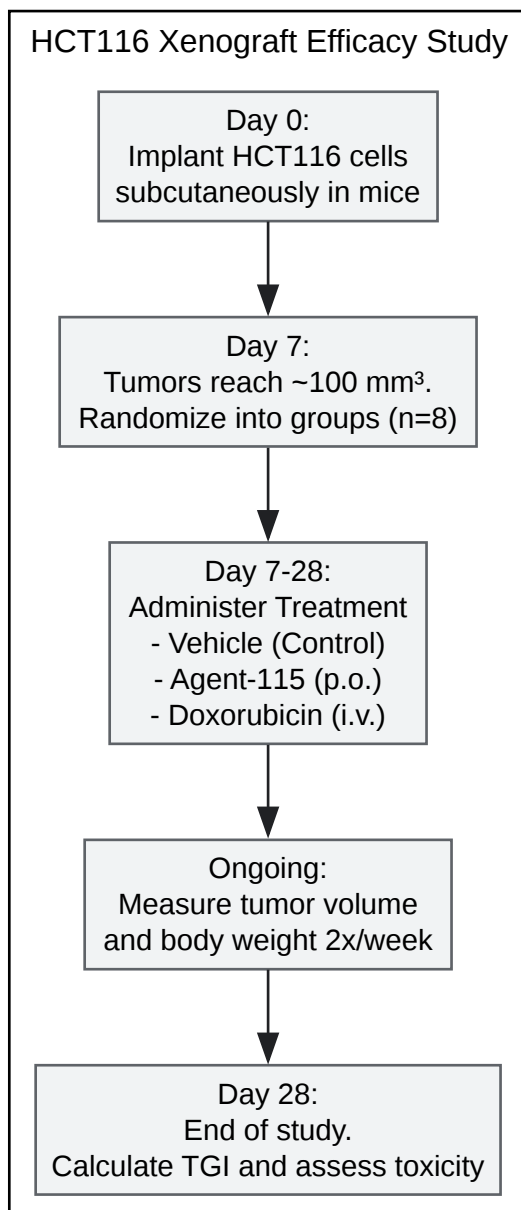 HCT116 Xenograft Efficacy Study
Day 0:
Implant HCT116 cells
subcutaneously in mice
Day 7:
Tumors reach ~100 mm³.
Randomize into groups (n=8)
Day 7-28:
Administer Treatment
- Vehicle (Control)
- Agent-115 (p.o.)
- Doxorubicin (i.v.)
Ongoing:
Measure tumor volume
and body weight 2x/week
Day 28:
End of study.
Calculate TGI and assess toxicity